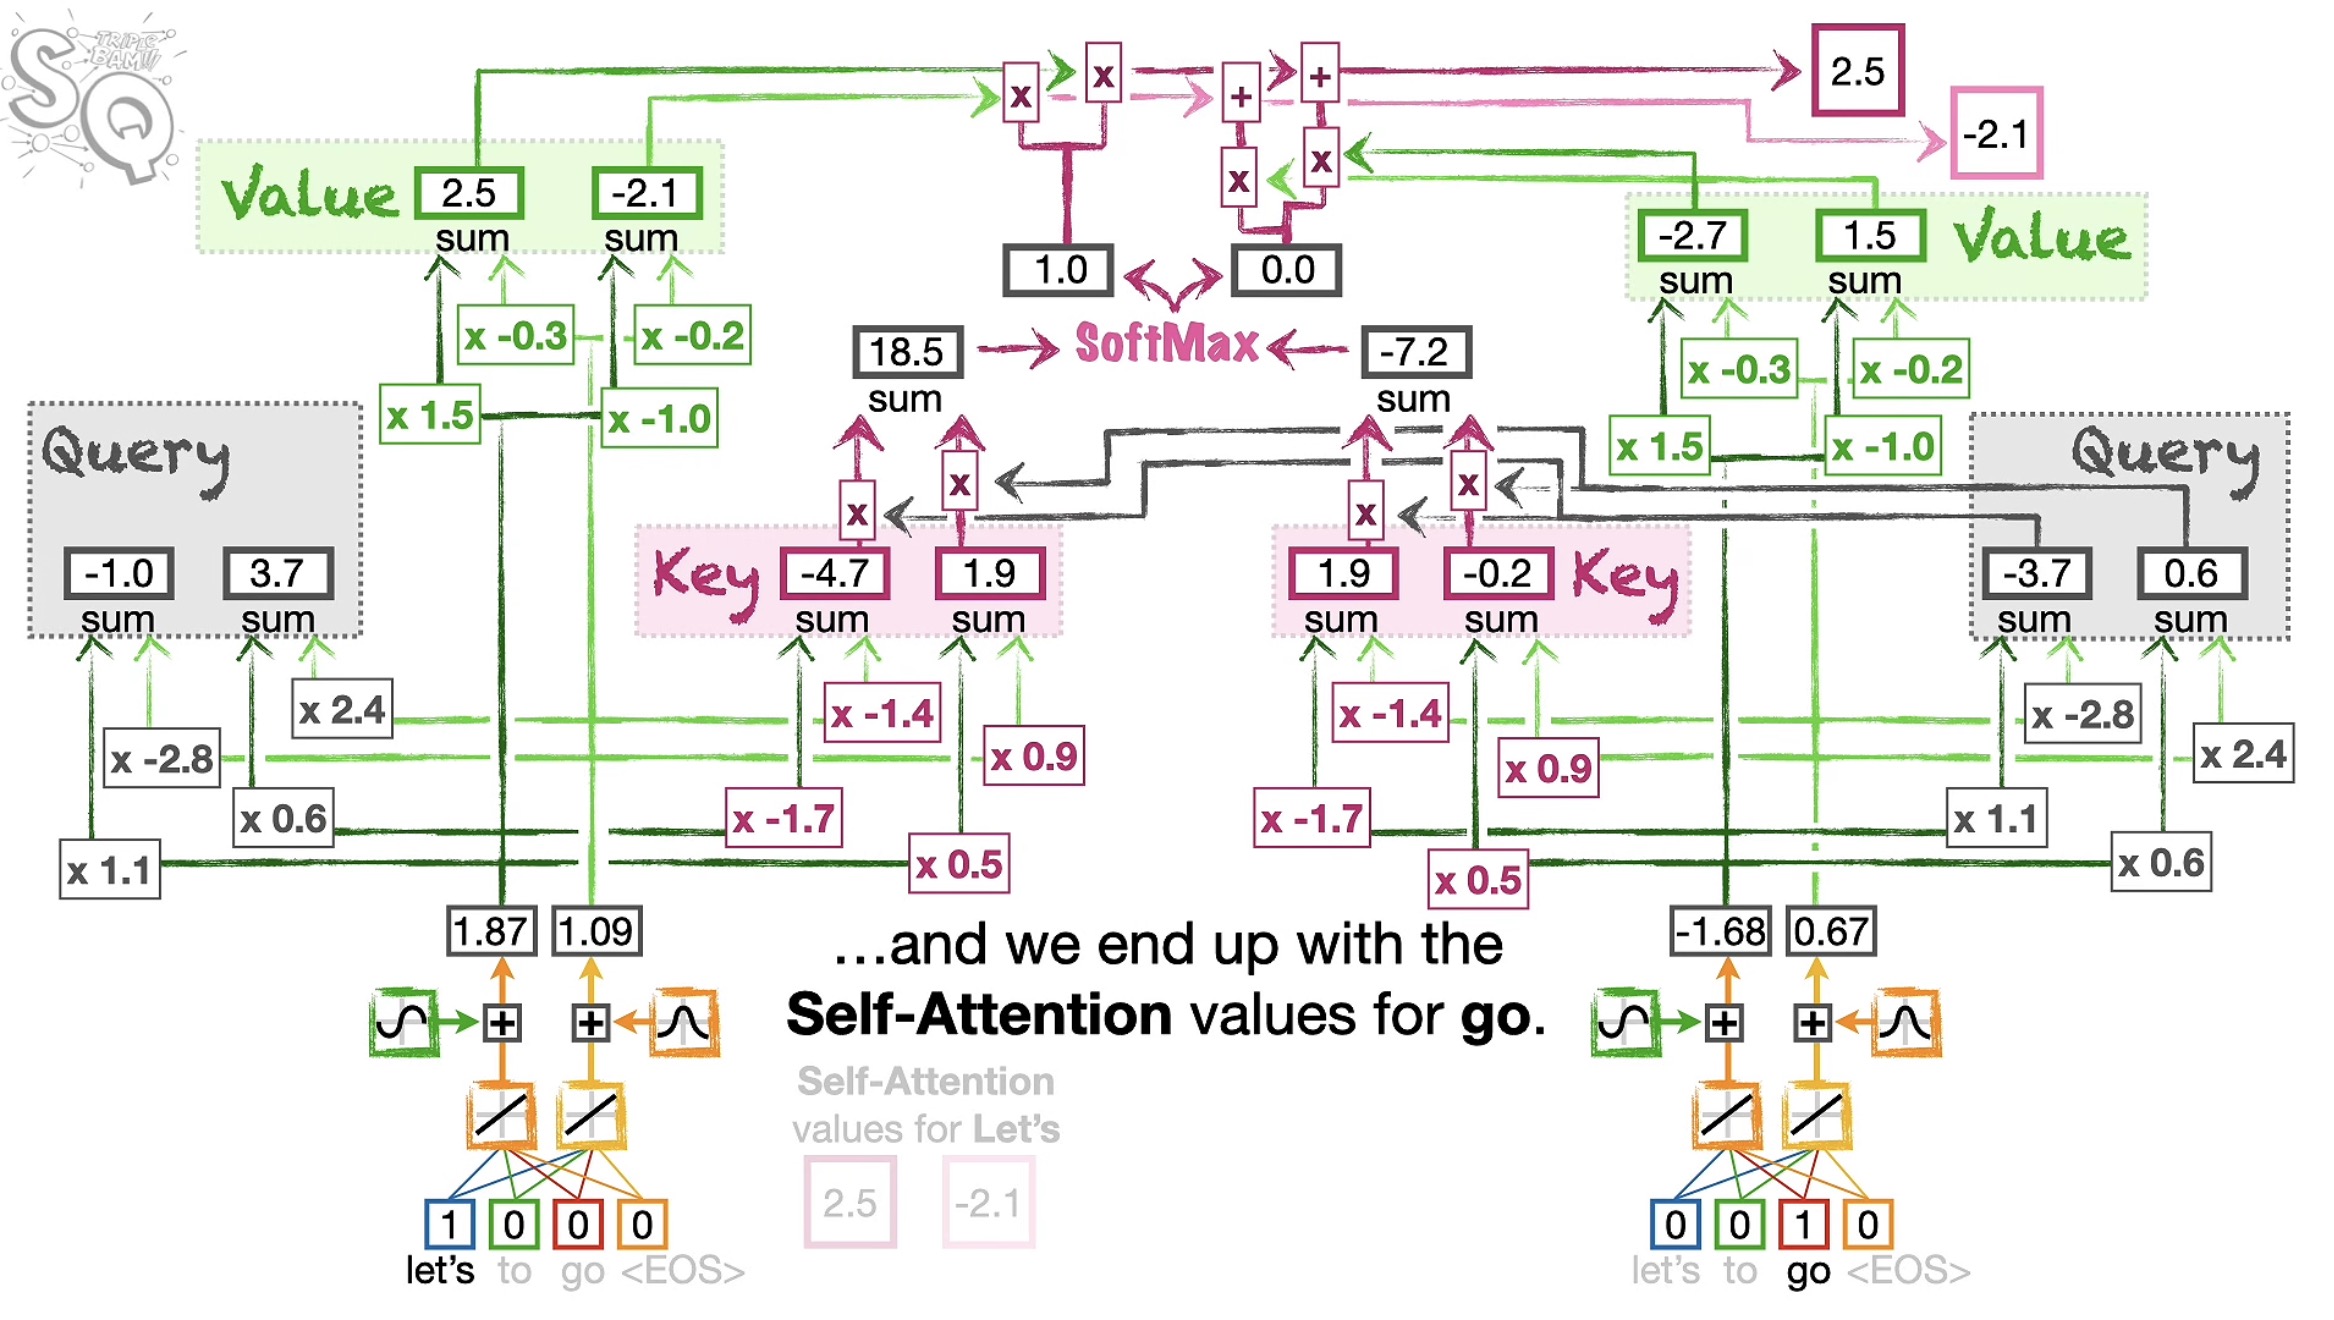 SQ
TRIPLE
BAM!!!
x
x
+
+
2.5
-2.1
x
x
Value
2.5
-2.1
sum
sum
-2.7
1.5
Value
sum
sum
1.0
0.0
x -0.3
x -0.2
18.5
SoftMax
-7.2
sum
sum
x -0.3
x -0.2
x 1.5
x -1.0
x 1.5
x -1.0
Query
Query
x
x
x
x
-1.0
3.7
sum
sum
Key
-4.7
1.9
sum
sum
1.9
-0.2
Key
sum
sum
-3.7
0.6
sum
sum
x 2.4
x -1.4
x -1.4
x -2.8
x -2.8
x 0.9
x 0.9
x 2.4
x 0.6
x -1.7
x -1.7
x 1.1
x 1.1
x 0.5
x 0.5
x 0.6
1.87
1.09
-1.68
0.67
...and we end up with the
Self-Attention values for go.
+
+
+
+
Self-Attention
values for Let's
2.5
-2.1
1
0
0
0
let's to go <EOS>
0
0
1
0
let's to go <EOS>